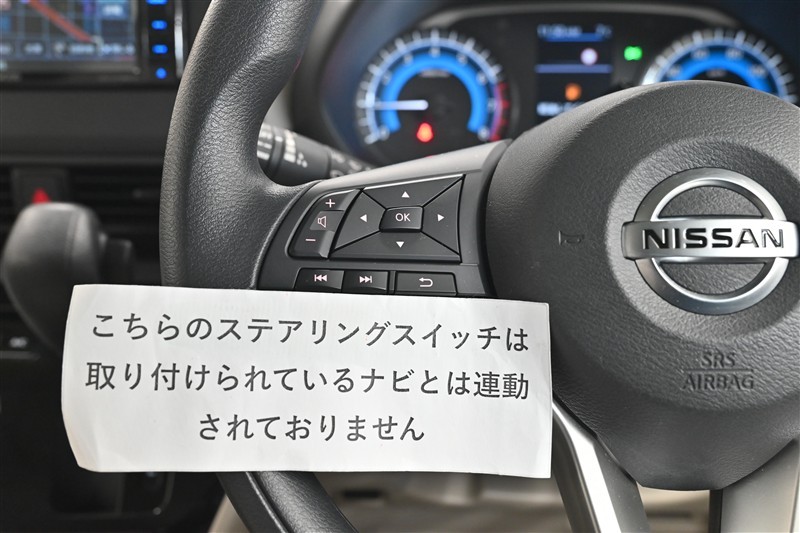 OK
NISSAN
SRS
AIRBAG
こちらのステアリングスイッチは
取り付けられているナビとは連動
されておりません